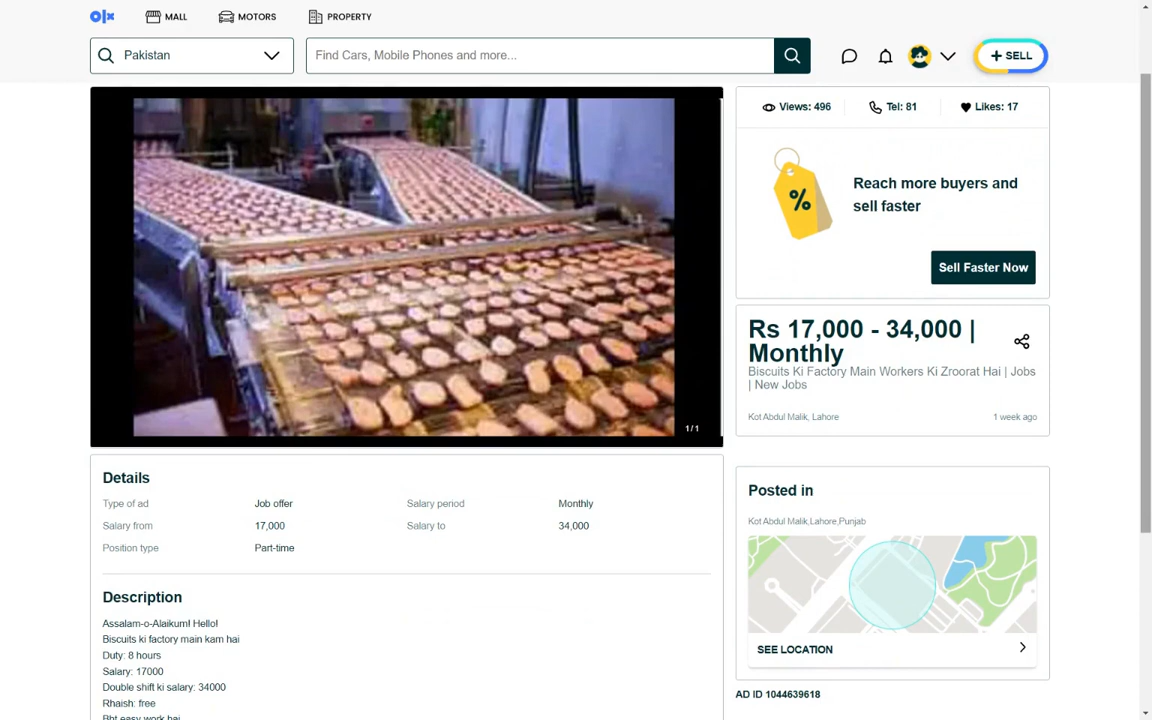 olx MALL MOTORS PROPERTY
Pakistan Find Cars, Mobile Phones and more... + SELL
Views: 496 Tel: 81 Likes: 17
%
Reach more buyers and
sell faster
Sell Faster Now
1/1
Rs 17,000 - 34,000 |
Monthly
Biscuits Ki Factory Main Workers Ki Zroorat Hai | Jobs
| New Jobs
Kot Abdul Malik, Lahore 1 week ago
Details
Type of ad Job offer Salary period Monthly
Salary from 17,000 Salary to 34,000
Position type Part-time
Description
Assalam-o-Alaikum! Hello!
Biscuits ki factory main kam hai
Duty: 8 hours
Salary: 17000
Double shift ki salary: 34000
Rhaish: free
Bht easy work hai
Posted in
Kot Abdul Malik,Lahore,Punjab
SEE LOCATION
AD ID 1044639618